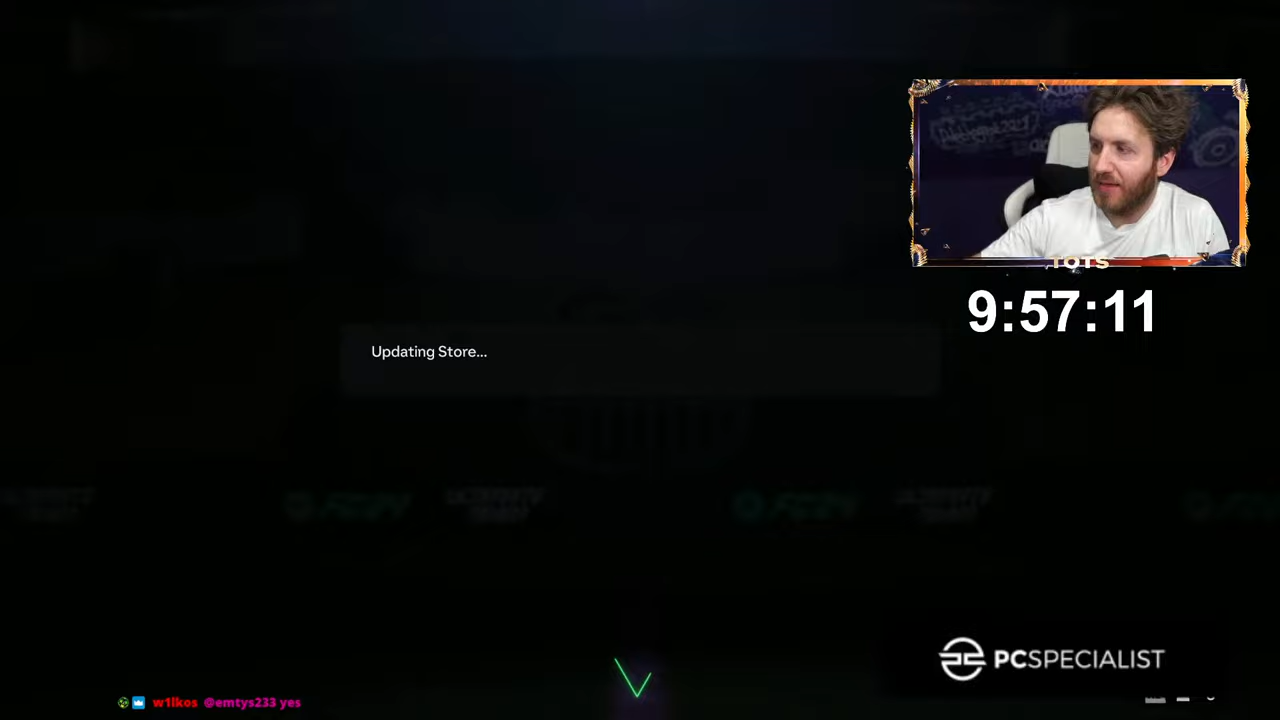 TOTS
9:57:11
Updating Store...
PCSPECIALIST
w1lkos @emtys233 yes